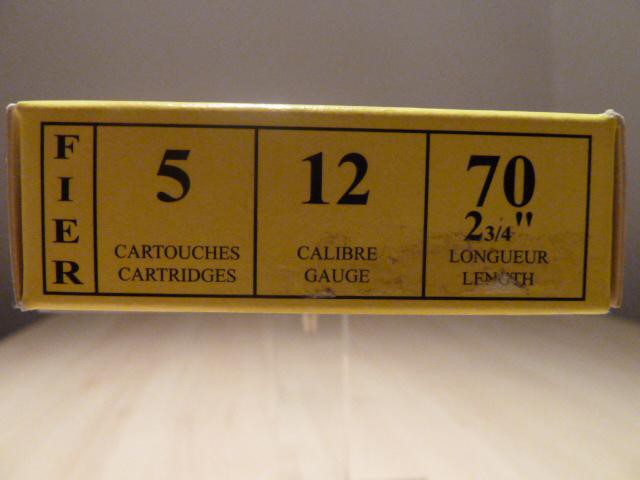 FIER
5
CARTOUCHES
CARTRIDGES
12
CALIBRE
GAUGE
70
2 3/4"
LONGUEUR
LENGTH